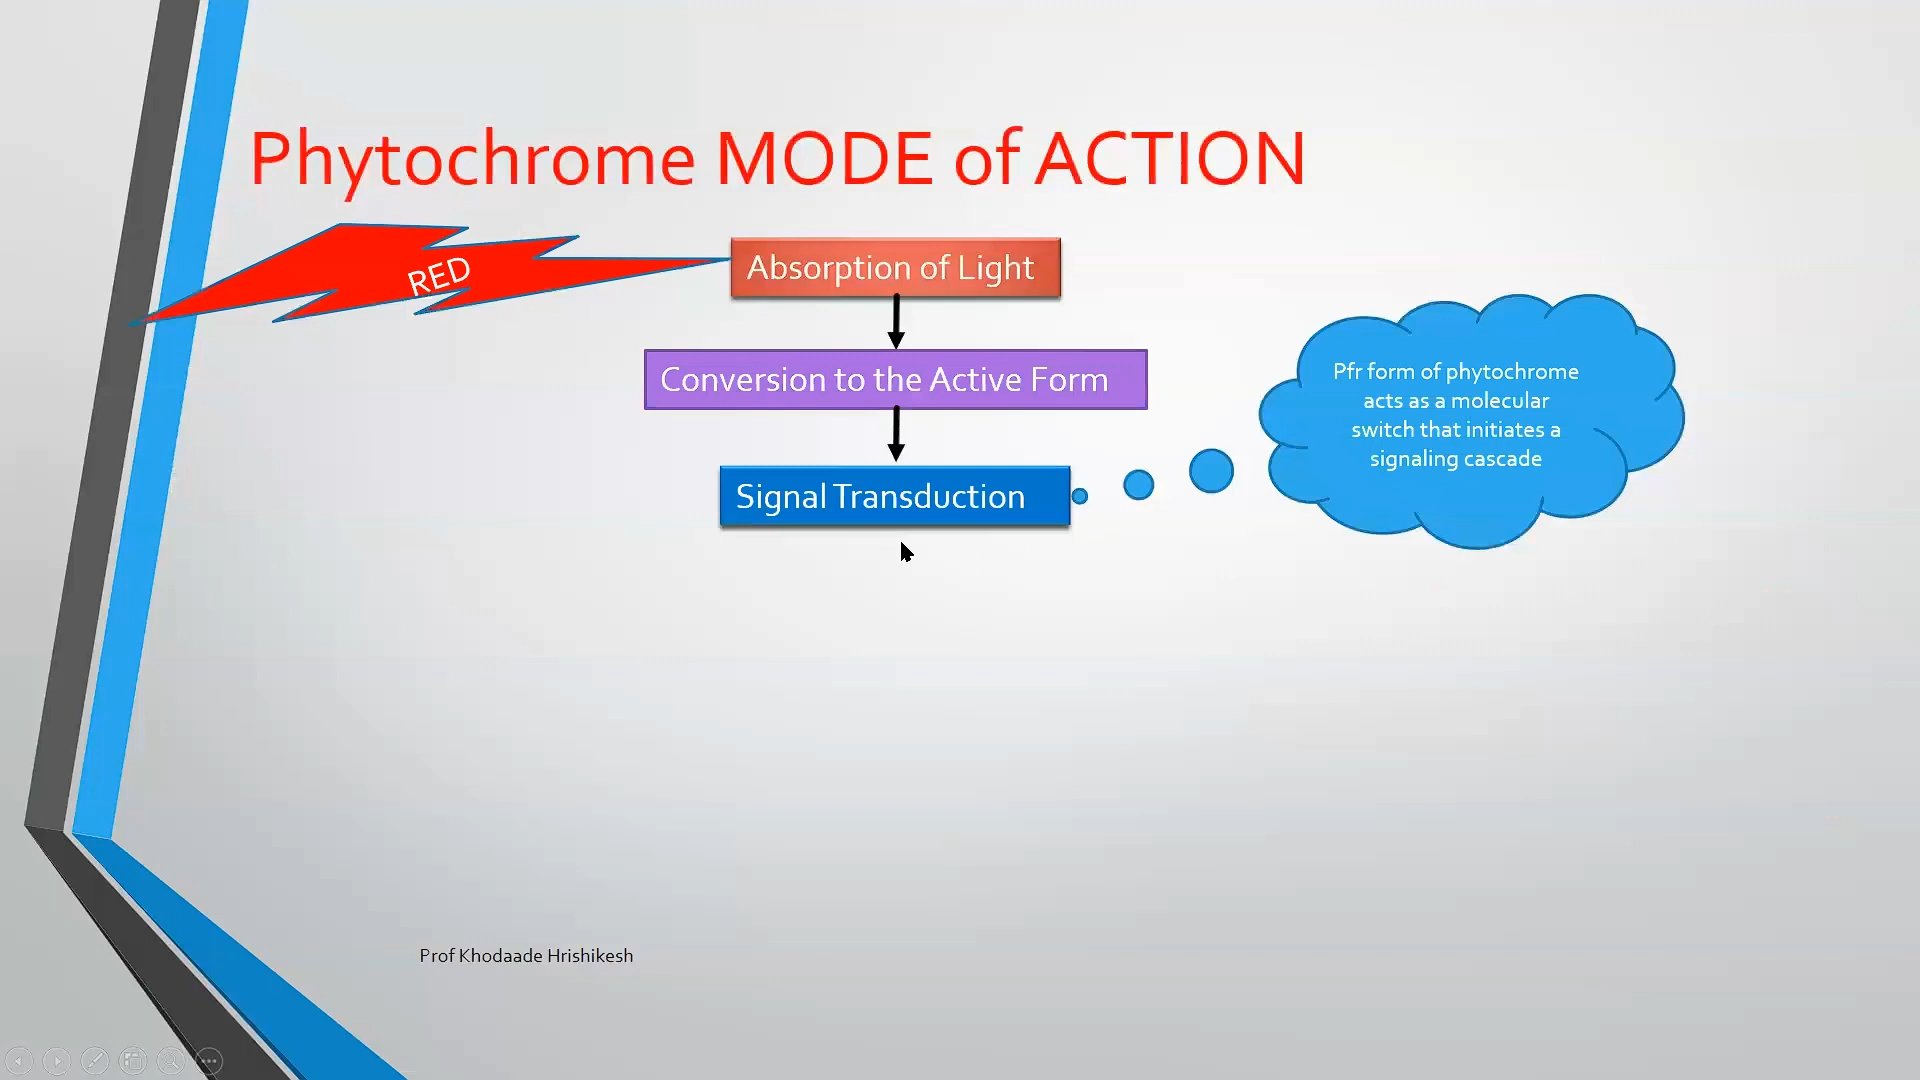 Phytochrome MODE of ACTION
RED
Absorption of Light
Conversion to the Active Form
Signal Transduction
Pfr form of phytochrome
acts as a molecular
switch that initiates a
signaling cascade
Prof Khodaade Hrishikesh